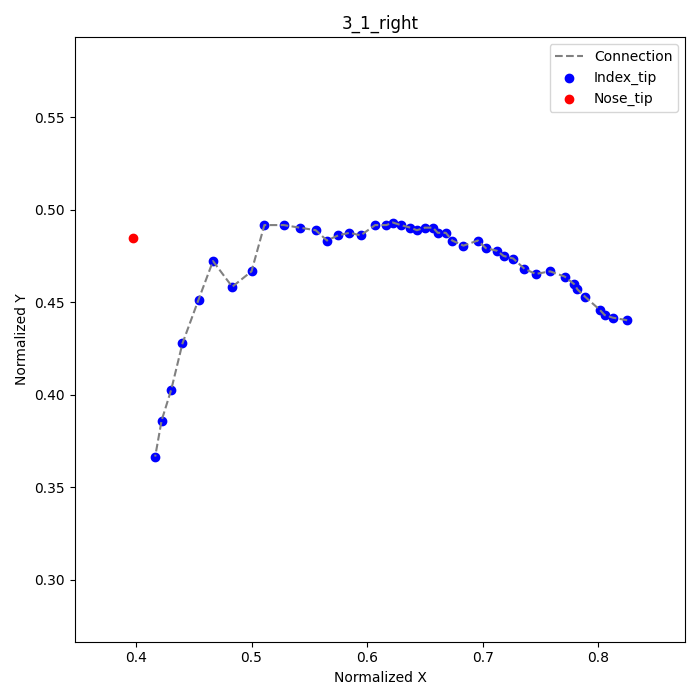 3_1_right
Connection
Index_tip
Nose_tip
0.55
0.50
0.45
0.40
0.35
0.30
Normalized Y
0.4 0.5 0.6 0.7 0.8
Normalized X